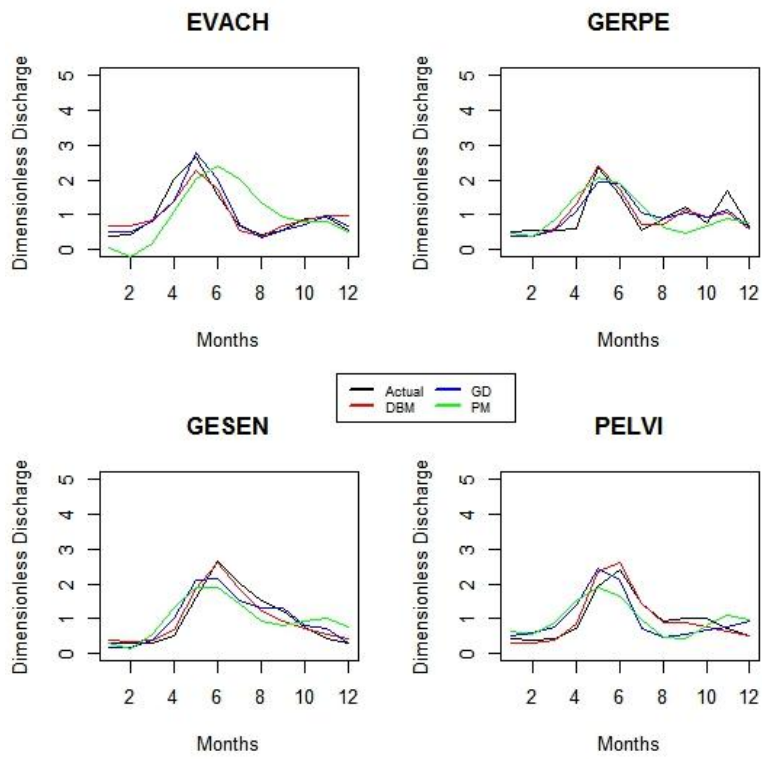 EVACH
GERPE
Dimensionless Discharge
5
4
3
2
1
0
2 4 6 8 10 12
Months
Dimensionless Discharge
5
4
3
2
1
0
2 4 6 8 10 12
Months
Actual GD
DBM PM
GESEN
PELVI
Dimensionless Discharge
5
4
3
2
1
0
2 4 6 8 10 12
Months
Dimensionless Discharge
5
4
3
2
1
0
2 4 6 8 10 12
Months